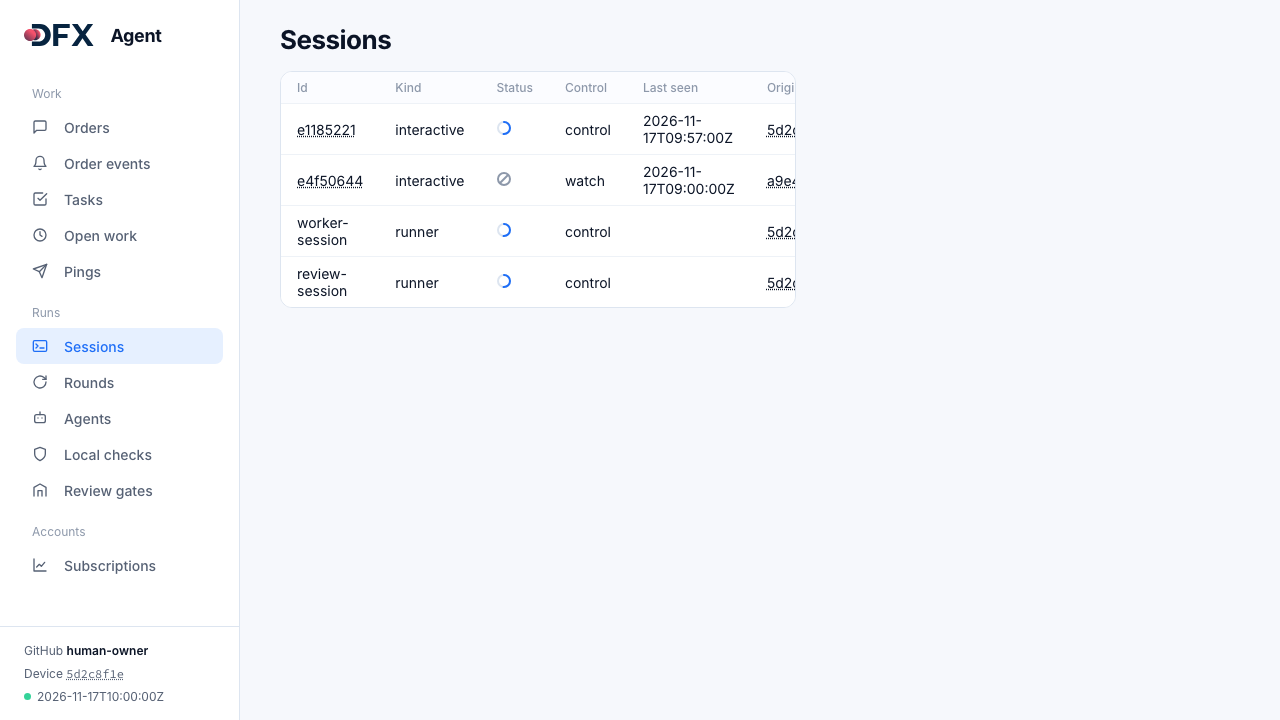 DFX Agent
Work
Orders
Order events
Tasks
Open work
Pings
Runs
Sessions
Rounds
Agents
Local checks
Review gates
Accounts
Subscriptions
GitHub human-owner
Device 5d2c8f1e
2026-11-17T10:00:00Z
Sessions
Id Kind Status Control Last seen
e1185221 interactive control 2026-11-
17T09:57:00Z
e4f50644 interactive watch 2026-11-
17T09:00:00Z
worker-
session runner control
review-
session runner control